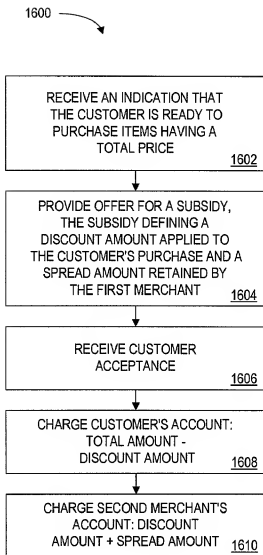 1600
RECEIVE AN INDICATION THAT
THE CUSTOMER IS READY TO
PURCHASE ITEMS HAVING A
TOTAL PRICE
1602
PROVIDE OFFER FOR A SUBSIDY,
THE SUBSIDY DEFINING A
DISCOUNT AMOUNT APPLIED TO
THE CUSTOMER'S PURCHASE AND A
SPREAD AMOUNT RETAINED BY
THE FIRST MERCHANT 1604
RECEIVE CUSTOMER
ACCEPTANCE
1606
CHARGE CUSTOMER'S ACCOUNT:
TOTAL AMOUNT -
DISCOUNT AMOUNT 1608
CHARGE SECOND MERCHANT'S
ACCOUNT: DISCOUNT
AMOUNT + SPREAD AMOUNT 1610